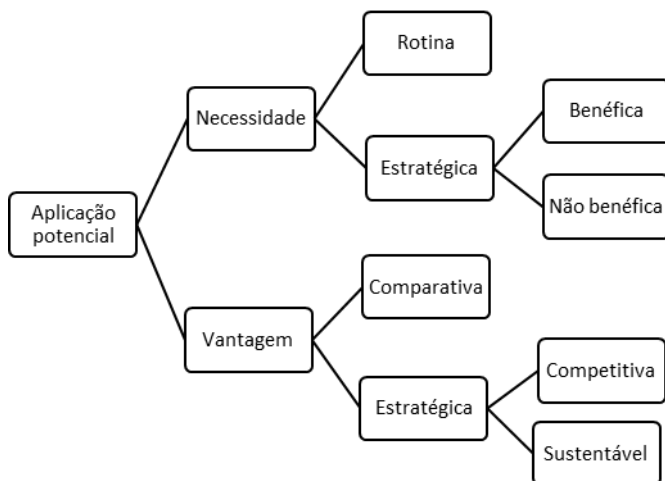 Rotina
Necessidade
Benéfica
Estratégica
Não benéfica
Aplicação
potencial
Comparativa
Vantagem
Competitiva
Estratégica
Sustentável